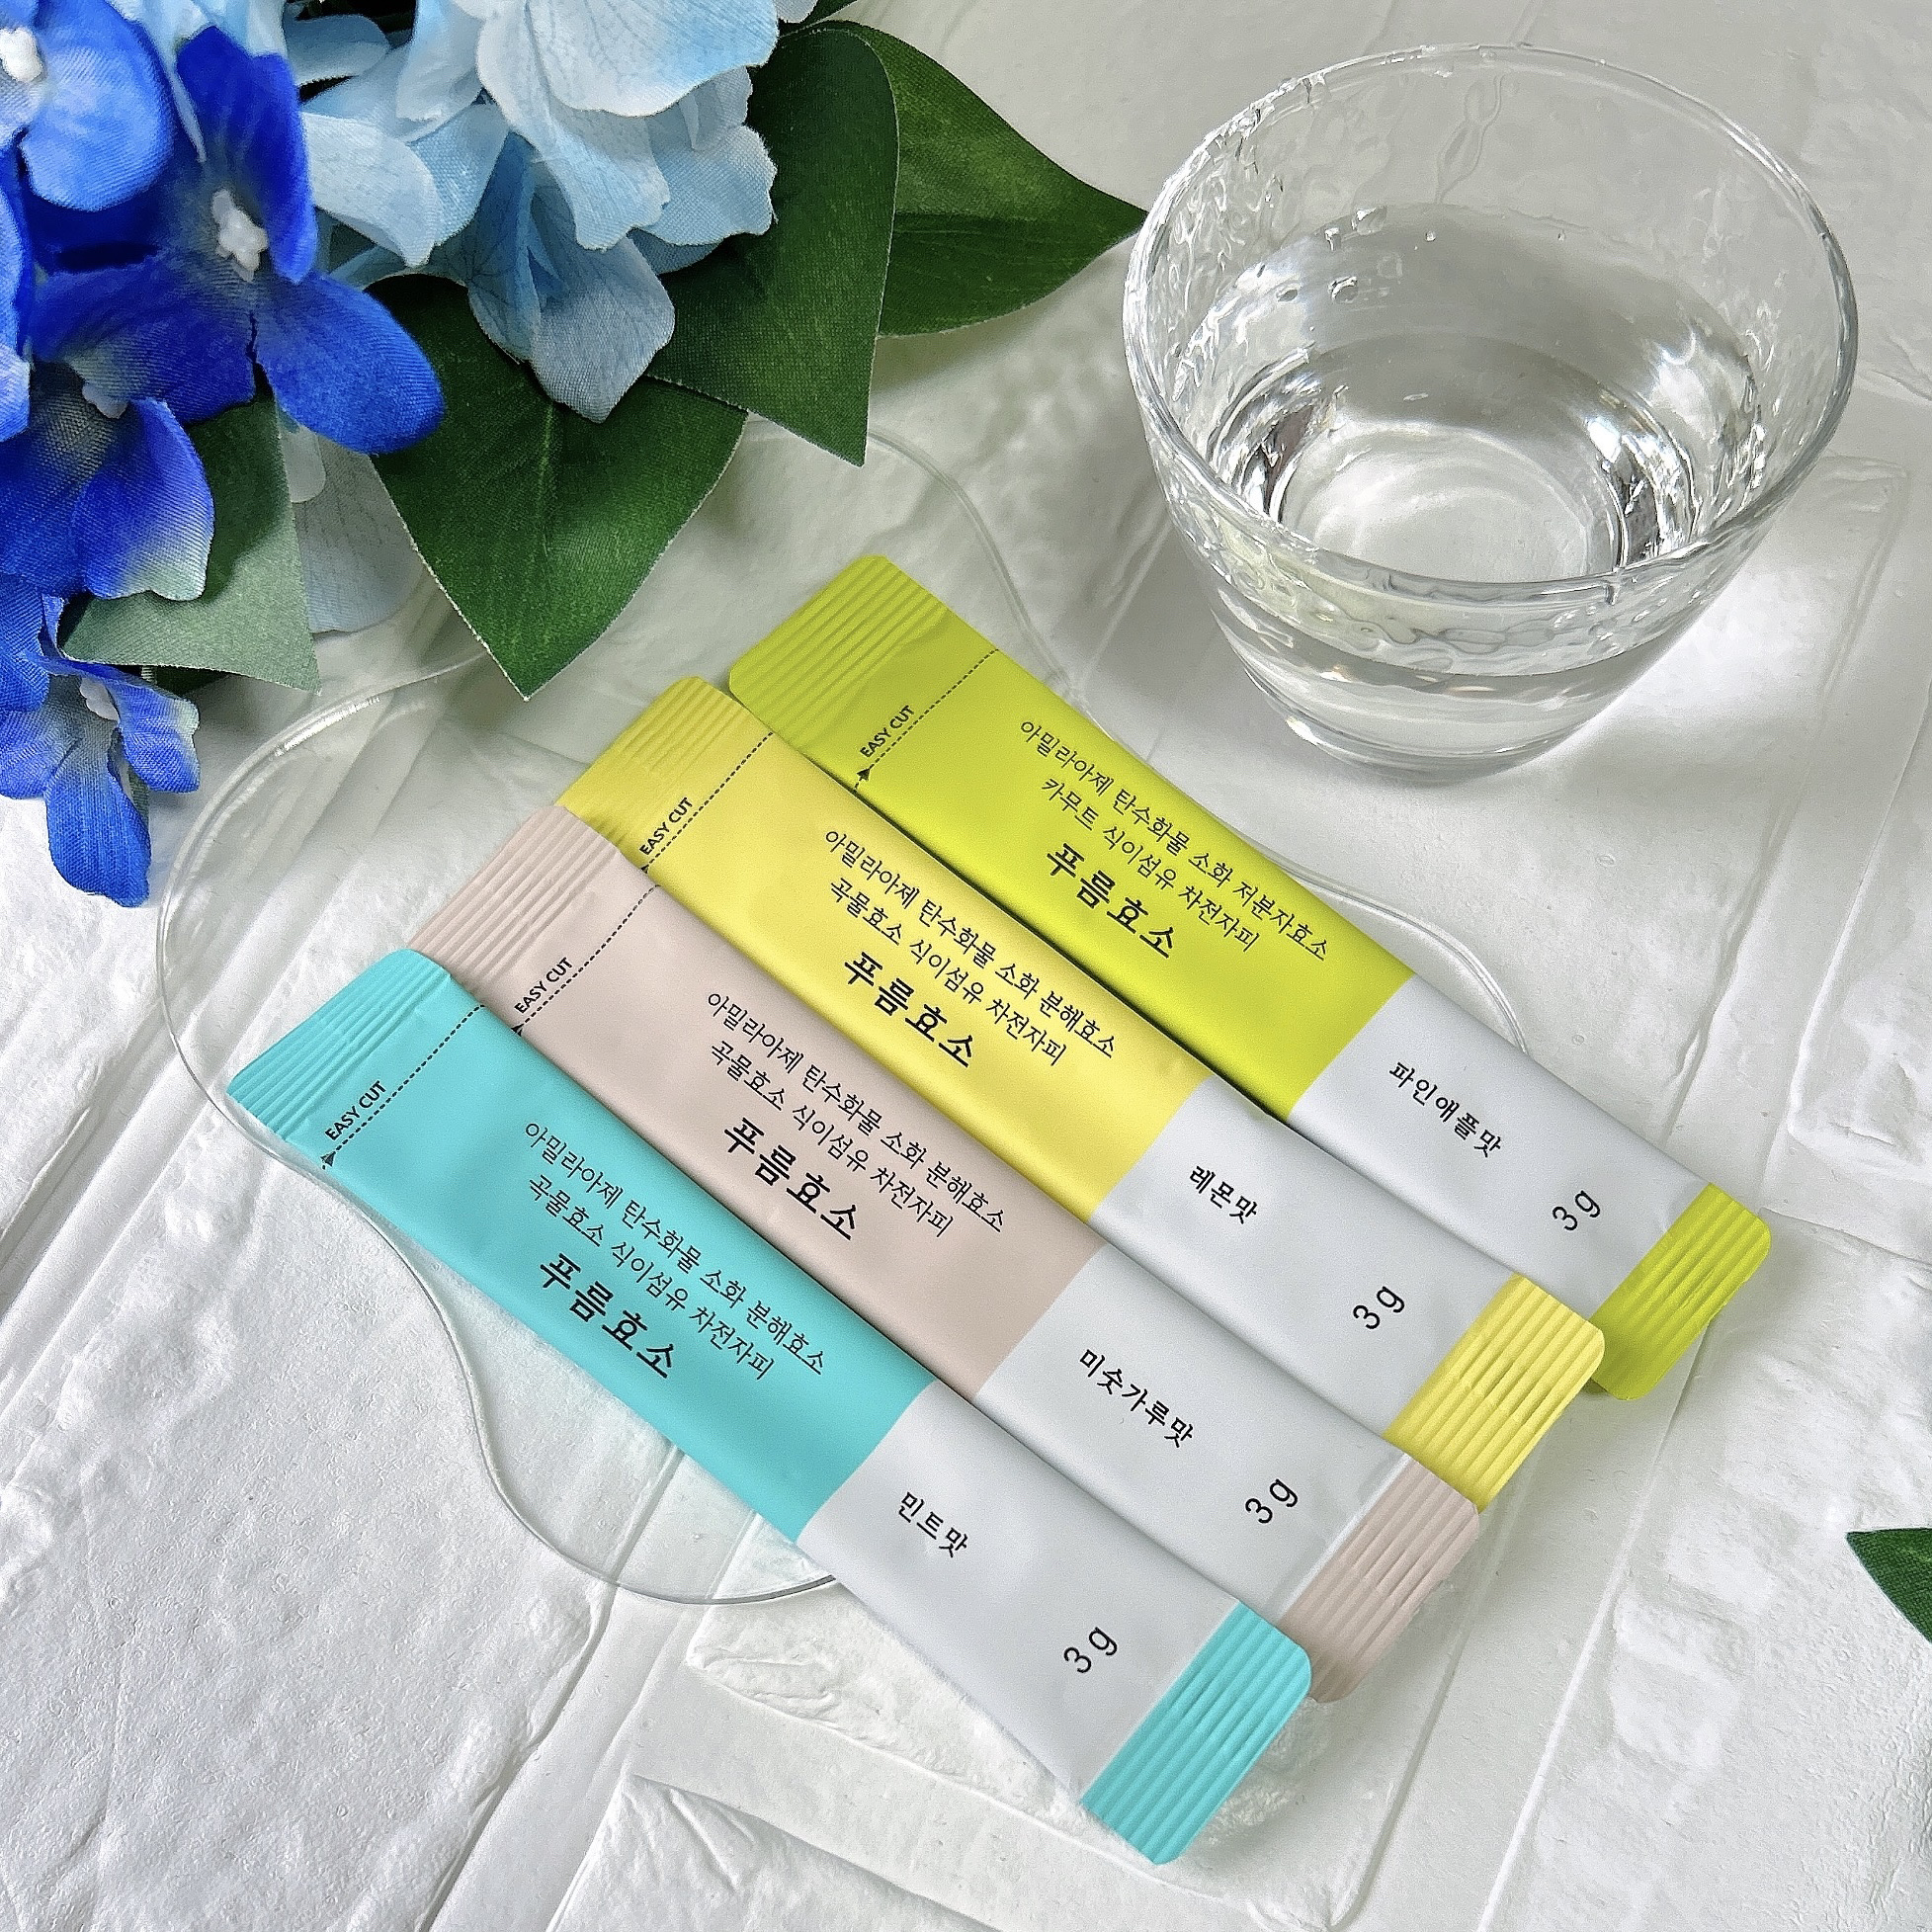 EASY CUT
아밀라아제 탄수화물 소화 저분자효소
카무트 식이섬유 차전자피
푸름효소
파인애플맛
3g
EASY CUT
아밀라아제 탄수화물 소화 분해효소
곡물효소 식이섬유 차전자피
푸름효소
레몬맛
3g
EASY CUT
아밀라아제 탄수화물 소화 분해효소
곡물효소 식이섬유 차전자피
푸름효소
미숫가루맛
3g
EASY CUT
아밀라아제 탄수화물 소화 분해효소
곡물효소 식이섬유 차전자피
푸름효소
민트맛
3g